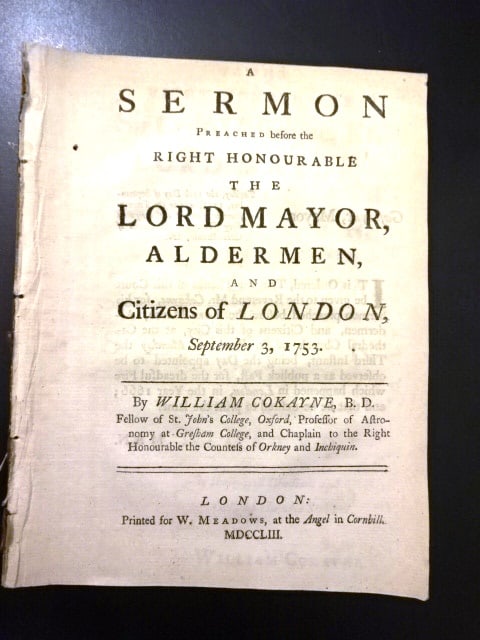 A
SERMON
PREACHED before the
RIGHT HONOURABLE
THE
LORD MAYOR,
ALDERMEN,
AND
Citizens of LONDON,
September 3, 1753.
By WILLIAM COKAYNE, B. D.
Fellow of St. John's College, Oxford, Profeſſor of Aſtro-
nomy at Greſham College, and Chaplain to the Right
Honourable the Counteſs of Orkney and Inchiquin.
LONDON:
Printed for W. MEADOWS, at the Angel in Cornhill.
MDCCLIII.